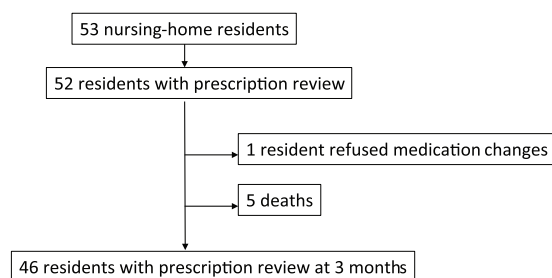 53 nursing-home residents
52 residents with prescription review
1 resident refused medication changes
5 deaths
46 residents with prescription review at 3 months